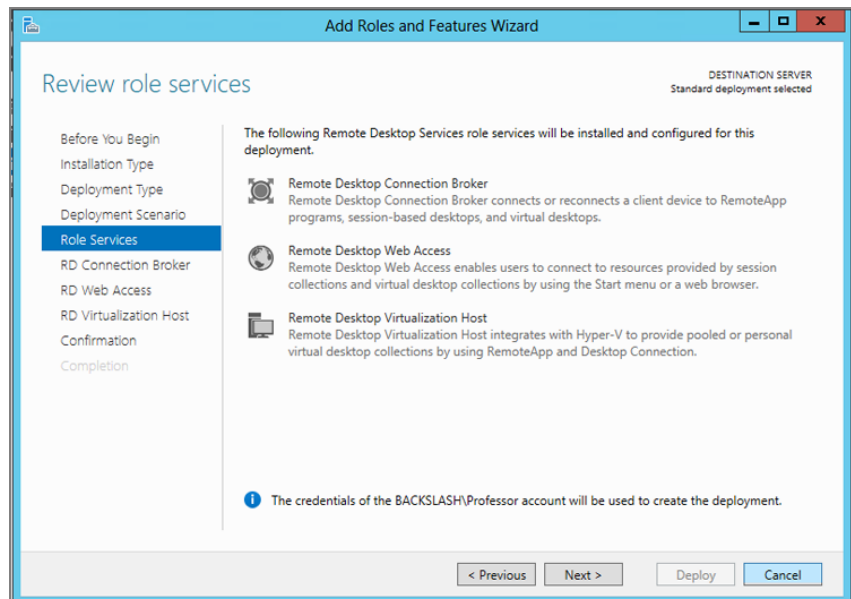 Add Roles and Features Wizard
Review role services
DESTINATION SERVER
Standard deployment selected
Before You Begin
Installation Type
Deployment Type
Deployment Scenario
Role Services
RD Connection Broker
RD Web Access
RD Virtualization Host
Confirmation
Completion
The following Remote Desktop Services role services will be installed and configured for this
deployment.
Remote Desktop Connection Broker
Remote Desktop Connection Broker connects or reconnects a client device to RemoteApp
programs, session-based desktops, and virtual desktops.
Remote Desktop Web Access
Remote Desktop Web Access enables users to connect to resources provided by session
collections and virtual desktop collections by using the Start menu or a web browser.
Remote Desktop Virtualization Host
Remote Desktop Virtualization Host integrates with Hyper-V to provide pooled or personal
virtual desktop collections by using RemoteApp and Desktop Connection.
The credentials of the BACKSLASH\Professor account will be used to create the deployment.
< Previous
Next >
Deploy
Cancel